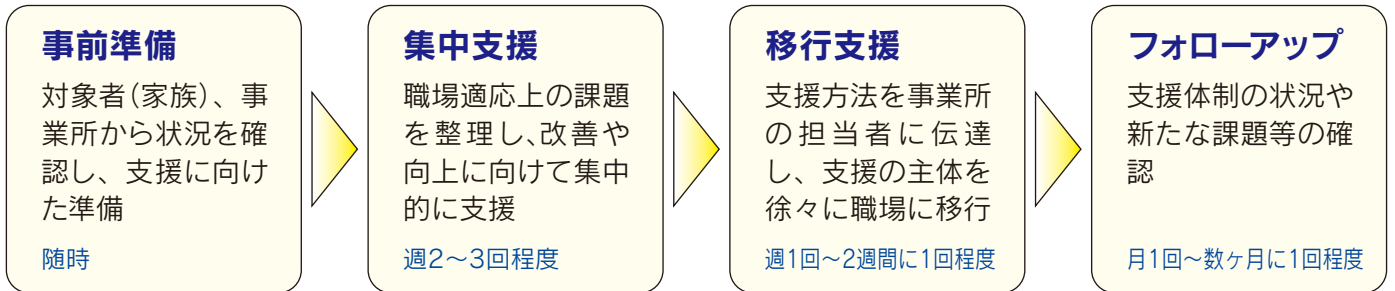 事前準備
対象者(家族)、事
業所から状況を確
認し、支援に向け
た準備
随時
集中支援
職場適応上の課題
を整理し、改善や
向上に向けて集中
的に支援
週2～3回程度
移行支援
支援方法を事業所
の担当者に伝達
し、支援の主体を
徐々に職場に移行
週1回～2週間に1回程度
フォローアップ
支援体制の状況や
新たな課題等の確
認
月1回～数ヶ月に1回程度